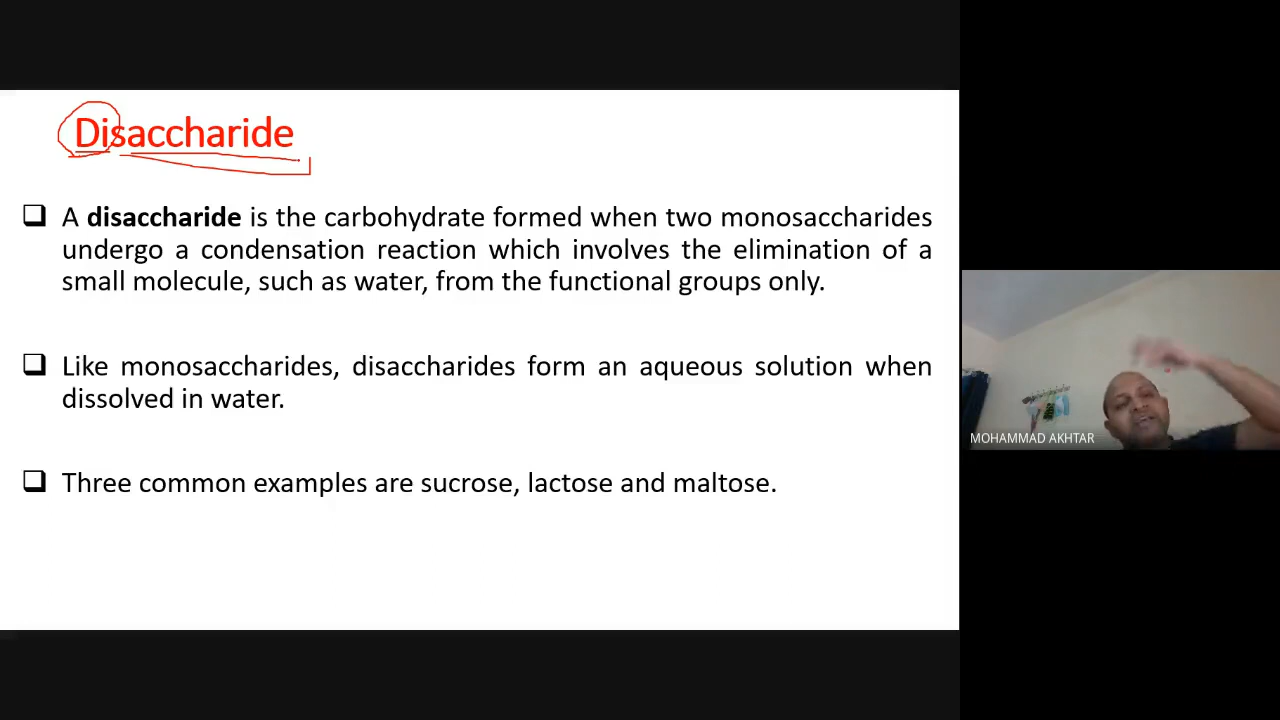 Disaccharide
❑ A disaccharide is the carbohydrate formed when two monosaccharides
undergo a condensation reaction which involves the elimination of a
small molecule, such as water, from the functional groups only.
❑ Like monosaccharides, disaccharides form an aqueous solution when
dissolved in water.
❑ Three common examples are sucrose, lactose and maltose.
MOHAMMAD AKHTAR